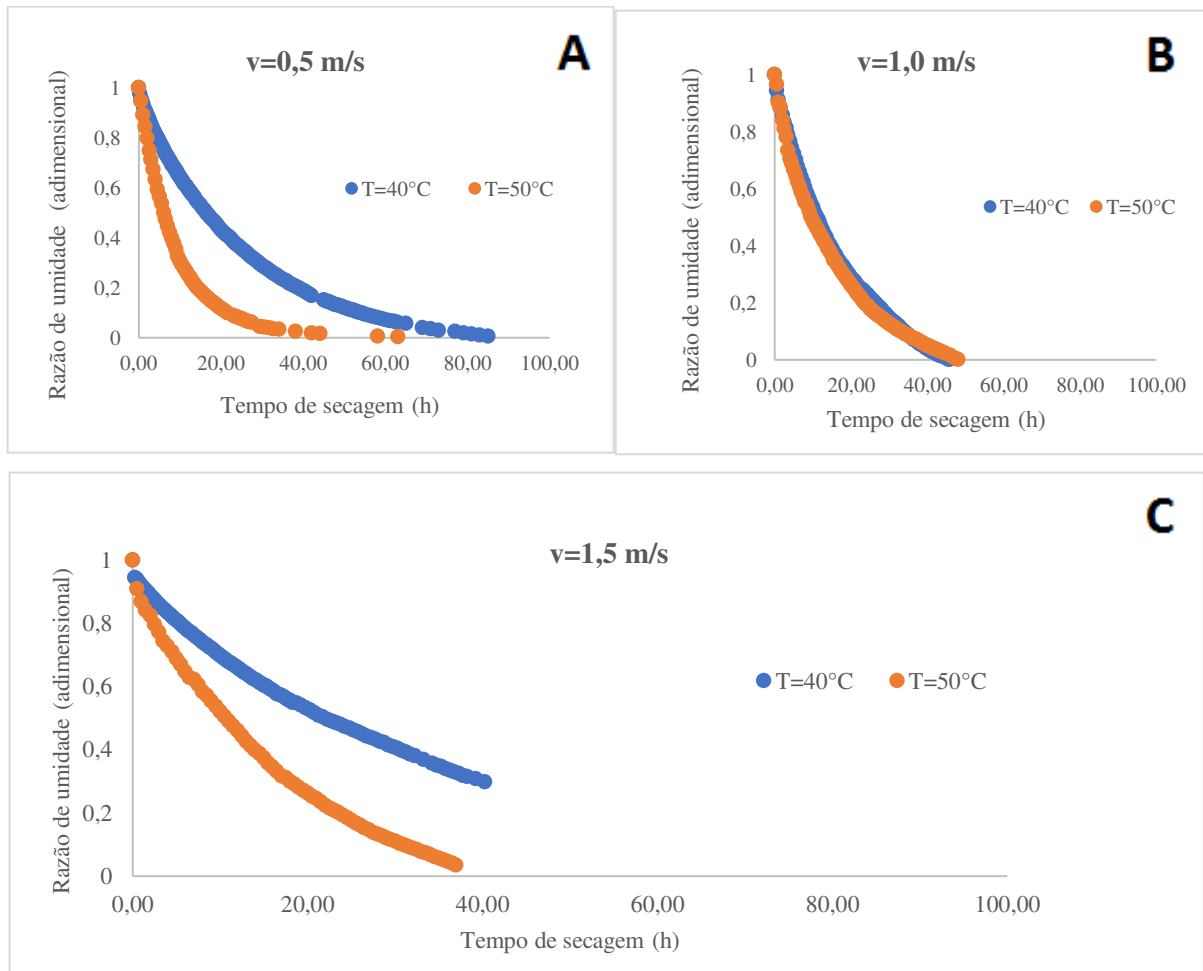 A
v=0,5 m/s
Razão de umidade (adimensional)
1
0,8
0,6
0,4
0,2
0
T=40°C T=50°C
0,00 20,00 40,00 60,00 80,00 100,00
Tempo de secagem (h)
B
v=1,0 m/s
Razão de umidade (adimensional)
1
0,8
0,6
0,4
0,2
0
T=40°C T=50°C
0,00 20,00 40,00 60,00 80,00 100,00
Tempo de secagem (h)
C
v=1,5 m/s
Razão de umidade (adimensional)
1
0,8
0,6
0,4
0,2
0
T=40°C T=50°C
0,00 20,00 40,00 60,00 80,00 100,00
Tempo de secagem (h)